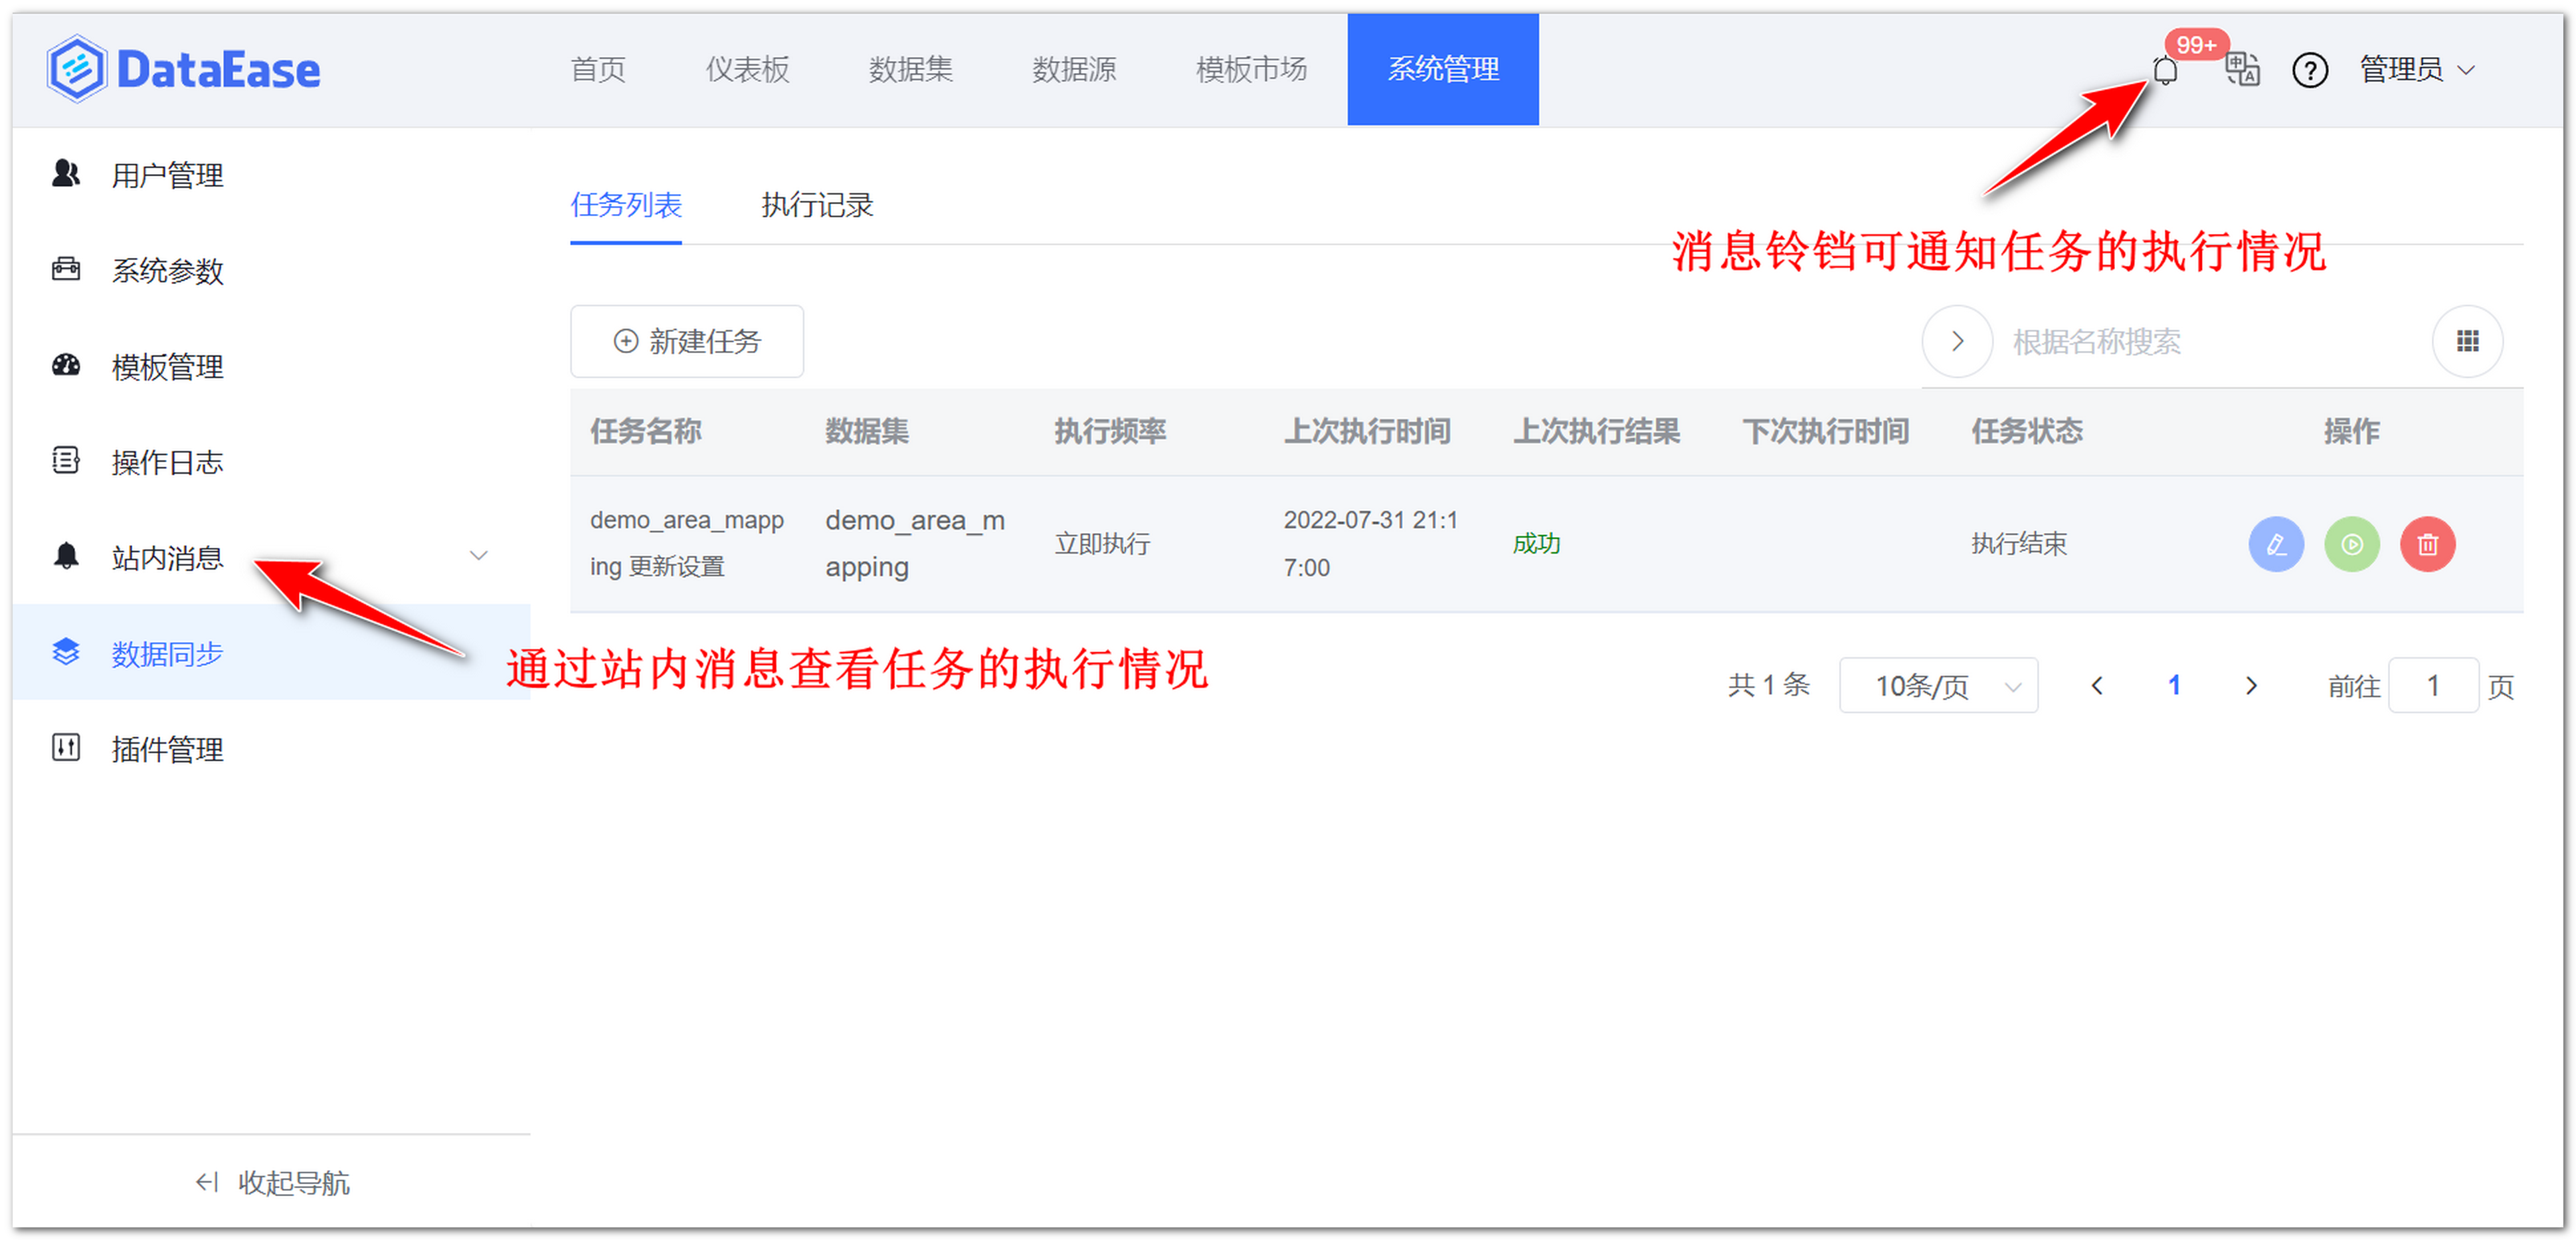 DataEase
首页 仪表板 数据集 数据源 模板市场 系统管理 99+ 中 A ? 管理员
用户管理
系统参数
模板管理
操作日志
站内消息
数据同步
插件管理
收起导航
任务列表 执行记录
消息铃铛可通知任务的执行情况
新建任务 根据名称搜索
任务名称 数据集 执行频率 上次执行时间 上次执行结果 下次执行时间 任务状态 操作
demo_area_mapp
ing 更新设置
demo_area_m
apping
立即执行
2022-07-31 21:1
7:00
成功
执行结束
通过站内消息查看任务的执行情况
共 1 条 10条/页 1 前往 1 页